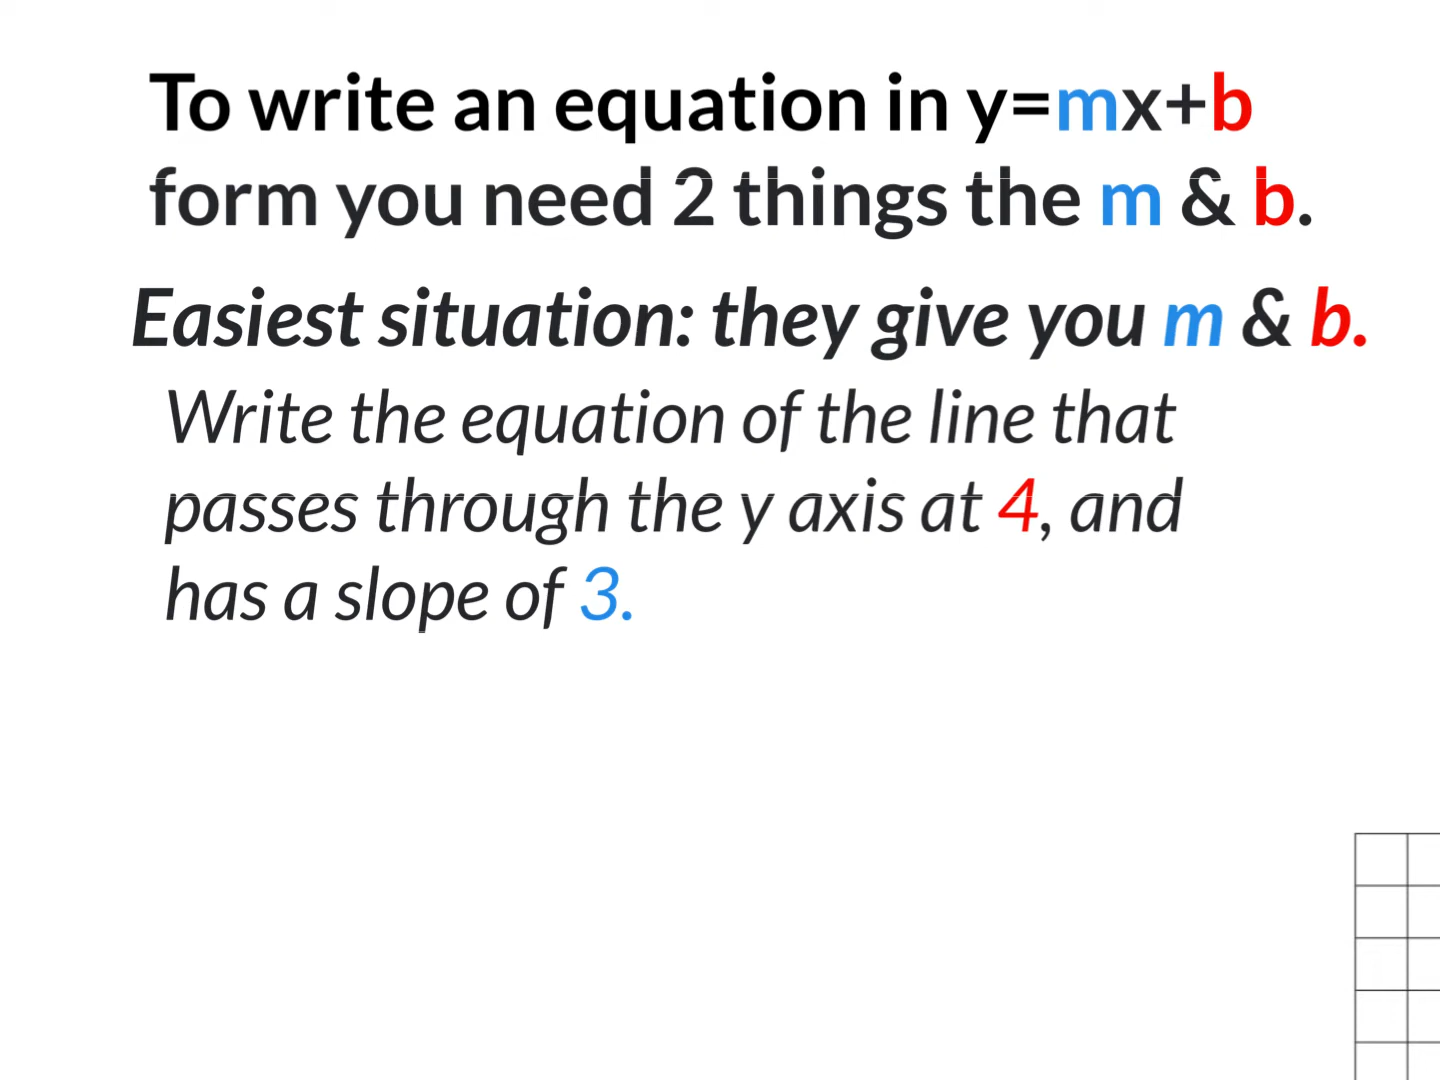 To write an equation in y=mx+b
form you need 2 things the m & b.
Easiest situation: they give you m & b.
Write the equation of the line that
passes through the y axis at 4, and
has a slope of 3.